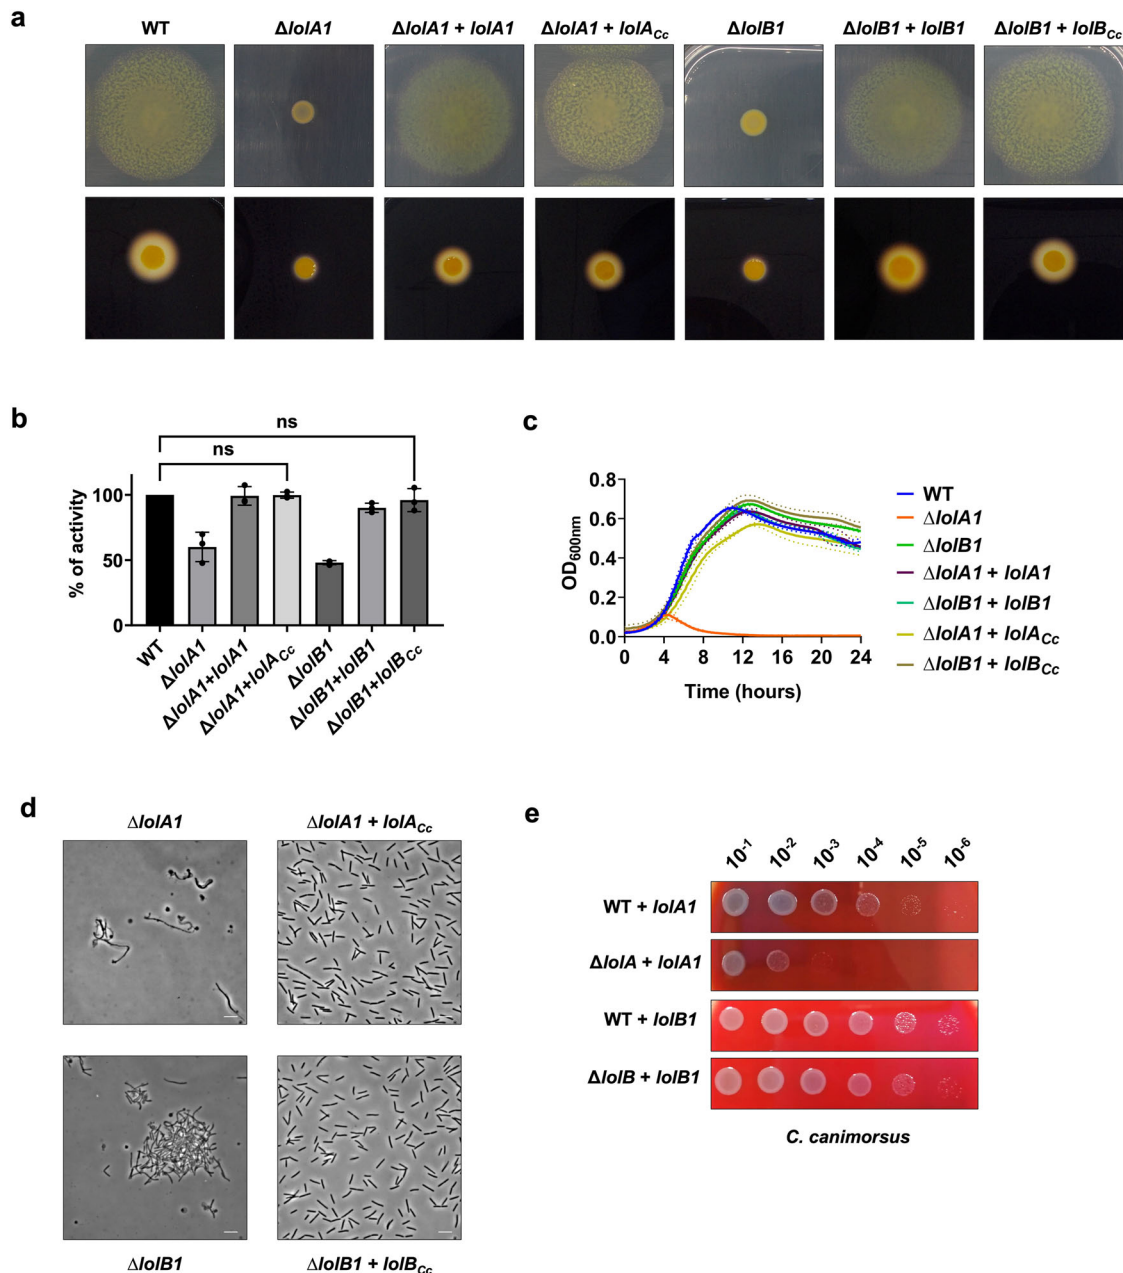 a
WT ΔlolA1 ΔlolA1 + lolA1 ΔlolA1 + lolACc ΔlolB1 ΔlolB1 + lolB1 ΔlolB1 + lolBCc
b
ns
ns
% of activity
100
50
0
WT ΔlolA1 ΔlolA1+lolA1 ΔlolA1+lolACc ΔlolB1 ΔlolB1+lolB1 ΔlolB1+lolBCc
c
OD600nm
0.8
0.6
0.4
0.2
0.0
0 4 8 12 16 20 24
Time (hours)
WT
ΔlolA1
ΔlolB1
ΔlolA1 + lolA1
ΔlolB1 + lolB1
ΔlolA1 + lolACc
ΔlolB1 + lolBCc
d
ΔlolA1 ΔlolA1 + lolACc
ΔlolB1 ΔlolB1 + lolBCc
e
10-1 10-2 10-3 10-4 10-5 10-6
WT + lolA1
ΔlolA + lolA1
WT + lolB1
ΔlolB + lolB1
C. canimorsus